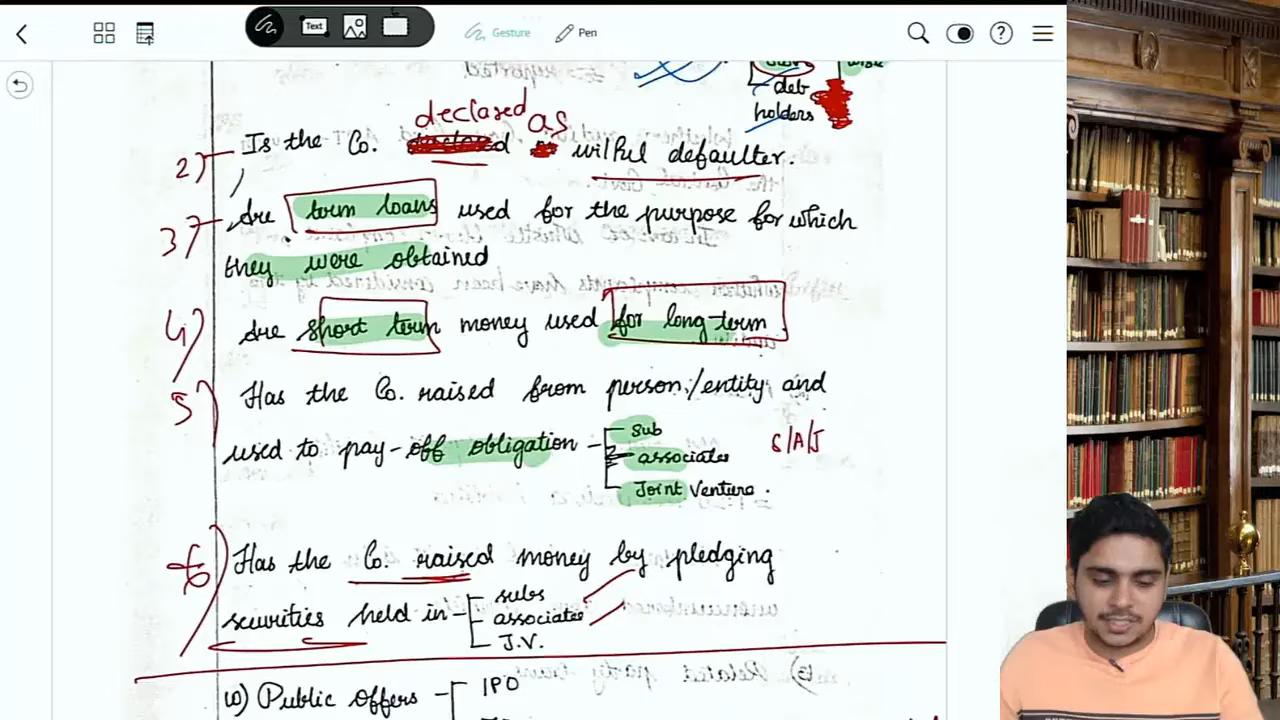 Text
Gesture
Pen
deb
holders
declared as
2) Is the Co. wilful defaulter.
3) Are term loans used for the purpose for which
they were obtained
4) Are short term money used for long-term
5) Has the Co. raised from person/entity and
used to pay-off obligation - Sub
associates
Joint Venture.
S/A/J
6) Has the Co. raised money by pledging
securities held in - subs
associates
J.V.
10) Public offers - IPO